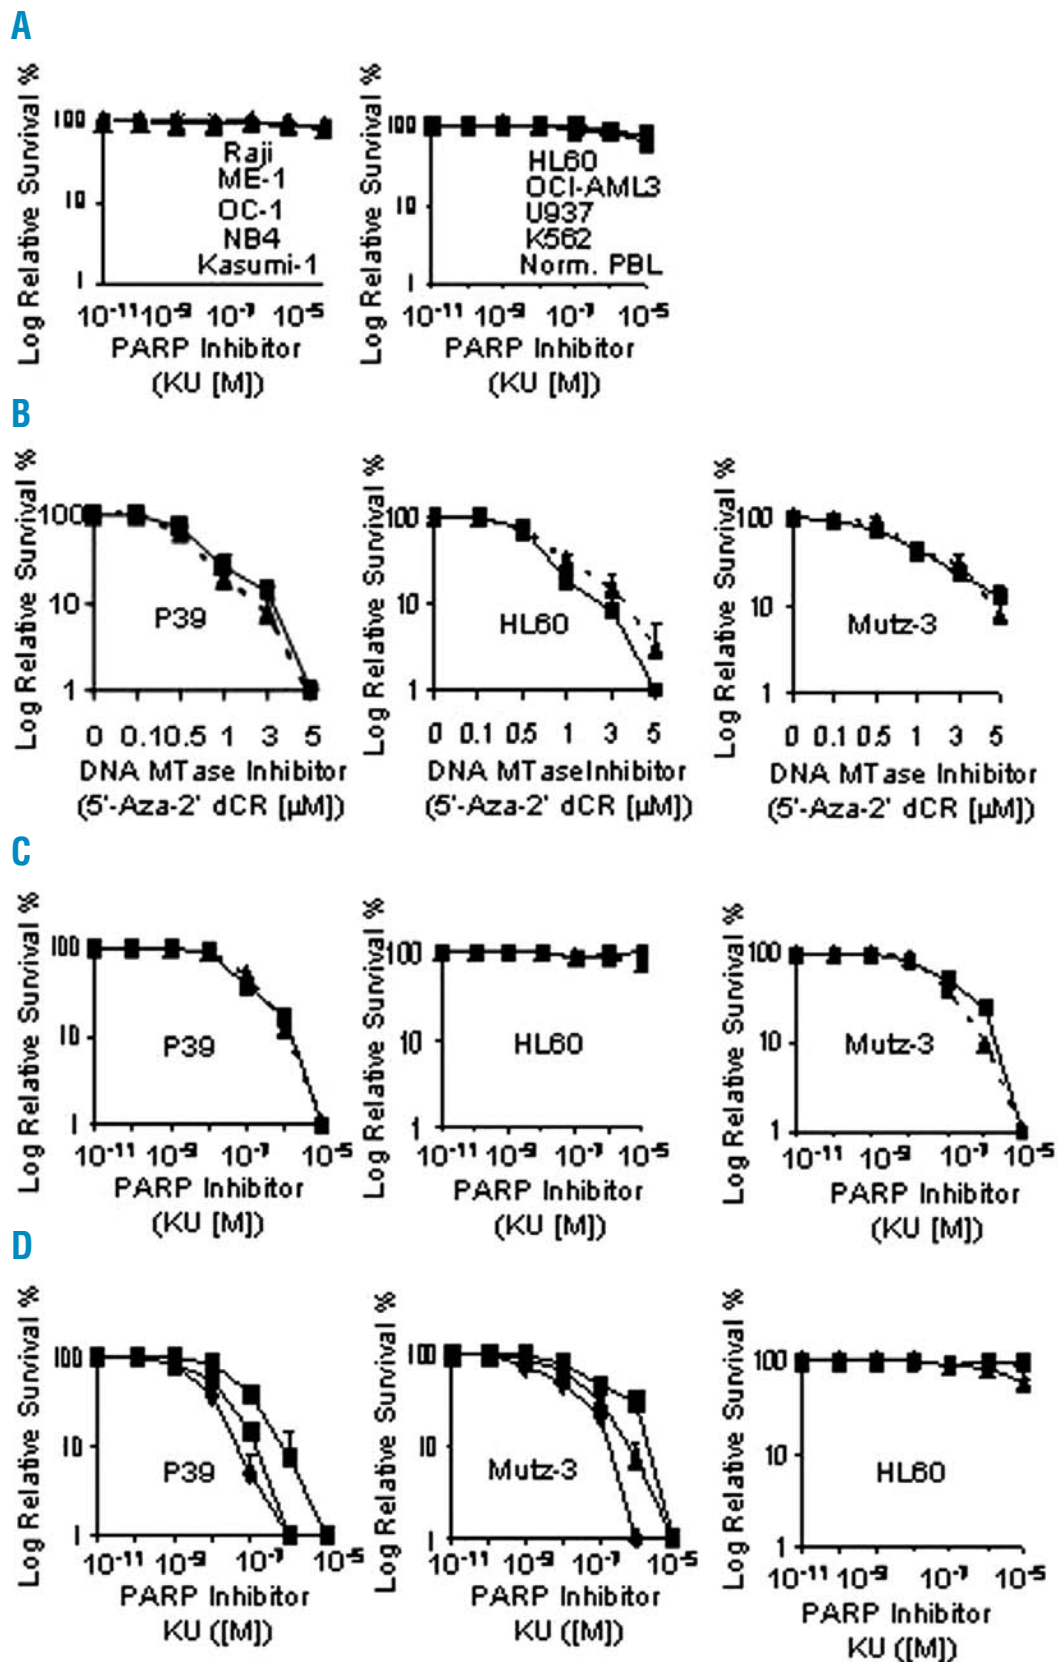 A
Log Relative Survival %
100
10
1
Raji
ME-1
OC-1
NB4
Kasumi-1
10-11 10-9 10-7 10-5
PARP Inhibitor
(KU [M])
Log Relative Survival %
100
10
1
HL60
OCI-AML3
U937
K562
Norm. PBL
10-11 10-9 10-7 10-5
PARP Inhibitor
(KU [M])
B
Log Relative Survival %
100
10
1
P39
0 0.1 0.5 1 3 5
DNA MTase Inhibitor
(5'-Aza-2' dCR [µM])
Log Relative Survival %
100
10
1
HL60
0 0.1 0.5 1 3 5
DNA MTaseInhibitor
(5'-Aza-2' dCR [µM])
Log Relative Survival %
100
10
1
Mutz-3
0 0.1 0.5 1 3 5
DNA MTase Inhibitor
(5'-Aza-2' dCR [µM])
C
Log Relative Survival %
100
10
1
P39
10-11 10-9 10-7 10-5
PARP Inhibitor
(KU [M])
Log Relative Survival %
100
10
1
HL60
10-11 10-9 10-7 10-5
PARP Inhibitor
(KU [M])
Log Relative Survival %
100
10
1
Mutz-3
10-11 10-9 10-7 10-5
PARP Inhibitor
(KU [M])
D
Log Relative Survival %
100
10
1
P39
10-11 10-9 10-7 10-5
PARP Inhibitor
KU ([M])
Log Relative Survival %
100
10
1
Mutz-3
10-11 10-9 10-7 10-5
PARP Inhibitor
KU ([M])
Log Relative Survival %
100
10
1
HL60
10-11 10-9 10-7 10-5
PARP Inhibitor
KU ([M])